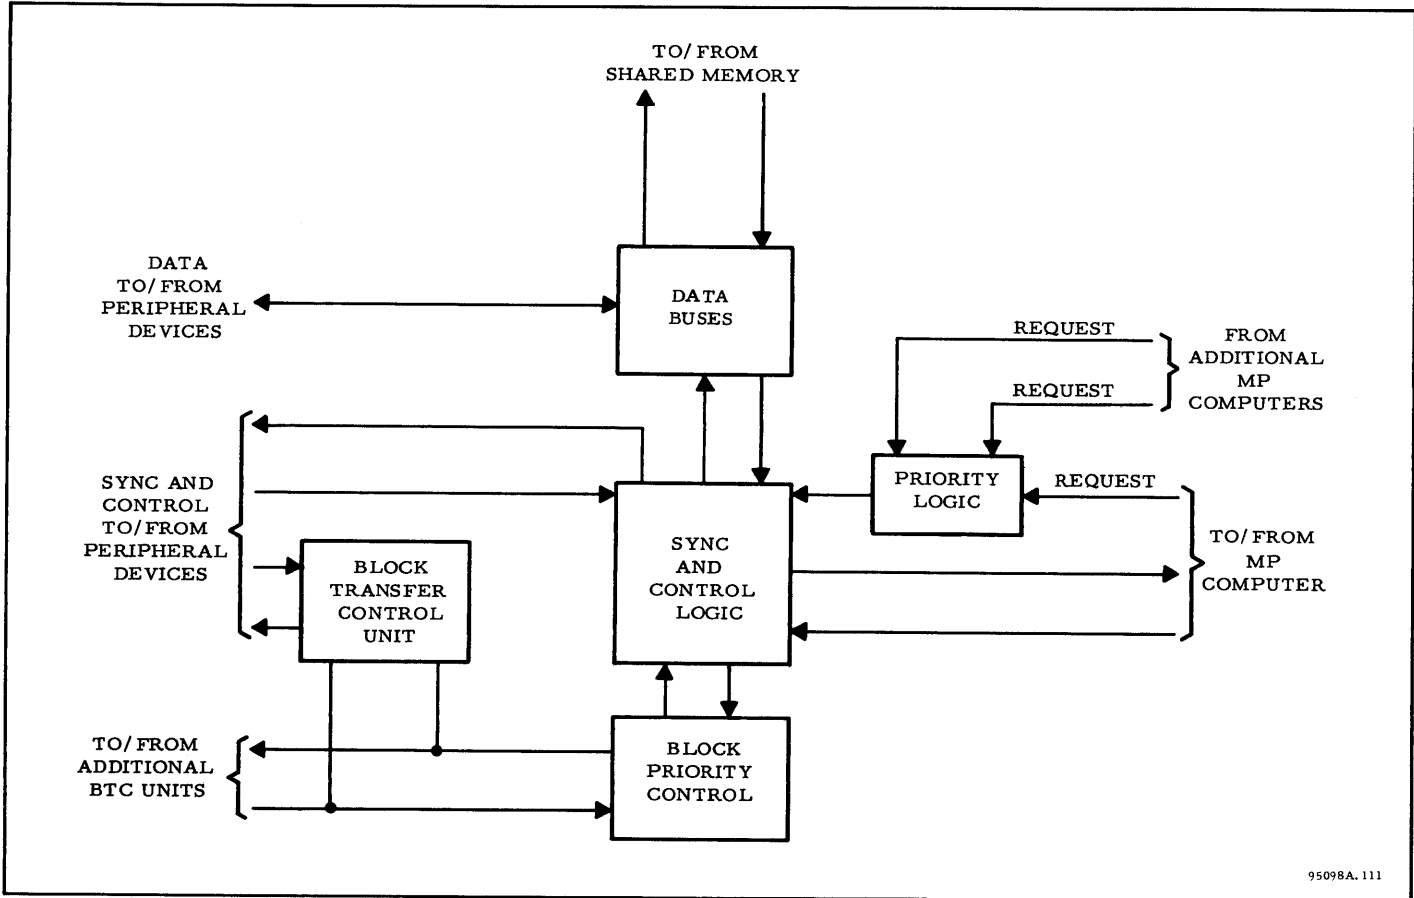 TO/FROM
SHARED MEMORY
DATA
TO/FROM
PERIPHERAL
DEVICES
DATA
BUSES
REQUEST
REQUEST
FROM
ADDITIONAL
MP
COMPUTERS
SYNC AND
CONTROL
TO/FROM
PERIPHERAL
DEVICES
PRIORITY
LOGIC
REQUEST
TO/FROM
MP
COMPUTER
BLOCK
TRANSFER
CONTROL
UNIT
SYNC
AND
CONTROL
LOGIC
TO/FROM
ADDITIONAL
BTC UNITS
BLOCK
PRIORITY
CONTROL
95098A.111